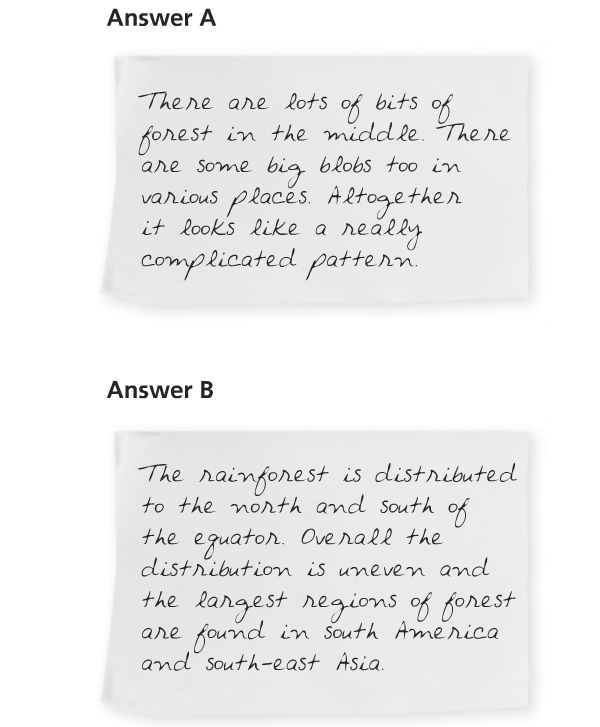 Answer A
There are lots of bits of
forest in the middle. There
are some big blobs too in
various places. Altogether
it looks like a really
complicated pattern.
Answer B
The rainforest is distributed
to the north and south of
the equator. Overall the
distribution is uneven and
the largest regions of forest
are found in South America
and south-east Asia.